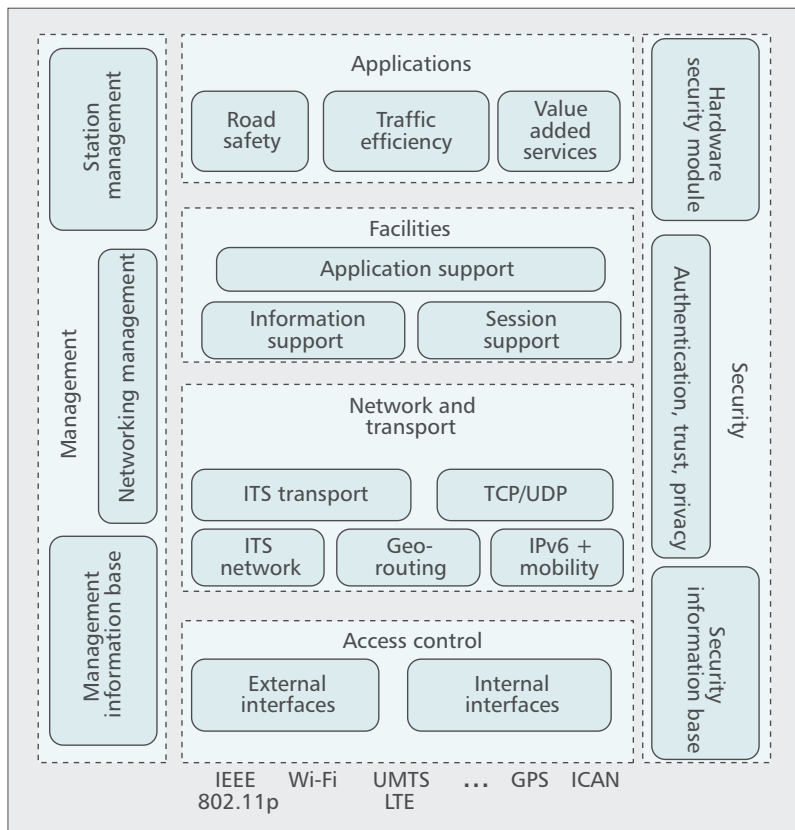 Station
management
Management
Networking management
Management
information base
Applications
Road
safety
Traffic
efficiency
Value
added
services
Facilities
Application support
Information
support
Session
support
Network and
transport
ITS transport
TCP/UDP
ITS
network
Geo-
routing
IPv6 +
mobility
Access control
External
interfaces
Internal
interfaces
Hardware
security module
Authentication, trust, privacy
Security
Security
information base
IEEE
802.11p
Wi-Fi
UMTS
LTE
...
GPS
ICAN